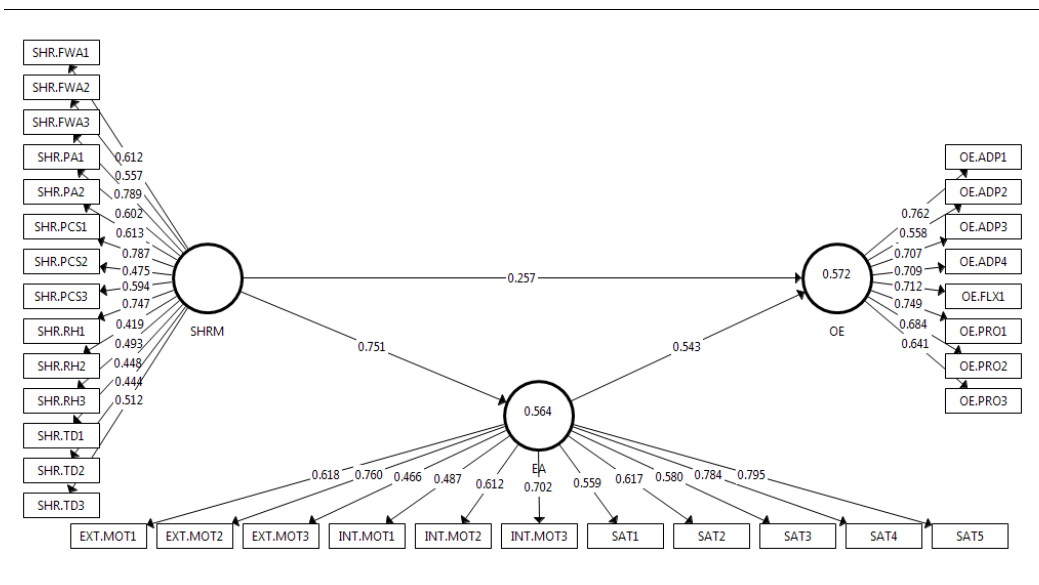 SHR.FWA1
SHR.FWA2
SHR.FWA3
SHR.PA1
SHR.PA2
SHR.PCS1
SHR.PCS2
SHR.PCS3
SHR.RH1
SHR.RH2
SHR.RH3
SHR.TD1
SHR.TD2
SHR.TD3
0.612
0.557
0.789
0.602
0.613
0.787
0.475
0.594
0.747
0.419
0.493
0.448
0.444
0.512
SHRM
0.257
0.751
0.543
0.572
OE
0.762
0.558
0.707
0.709
0.712
0.749
0.684
0.641
OE.ADP1
OE.ADP2
OE.ADP3
OE.ADP4
OE.FLX1
OE.PRO1
OE.PRO2
OE.PRO3
0.564
EA
0.618
0.760
0.466
0.487
0.612
0.702
0.559
0.617
0.580
0.784
0.795
EXT.MOT1
EXT.MOT2
EXT.MOT3
INT.MOT1
INT.MOT2
INT.MOT3
SAT1
SAT2
SAT3
SAT4
SAT5